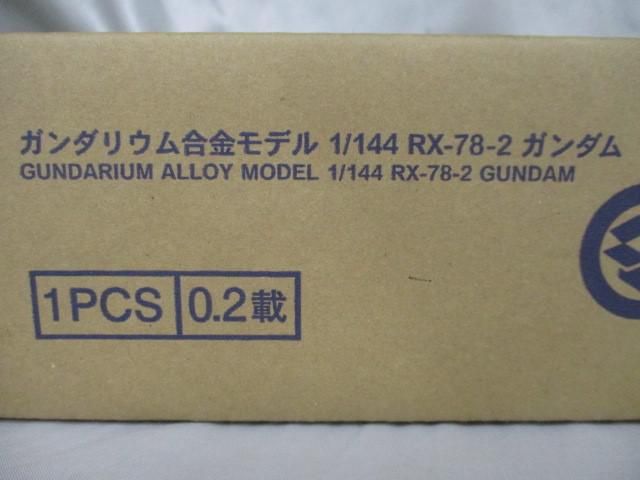 ガンダリウム合金モデル 1/144 RX-78-2 ガンダム
GUNDARIUM ALLOY MODEL 1/144 RX-78-2 GUNDAM
1PCS 0.2載